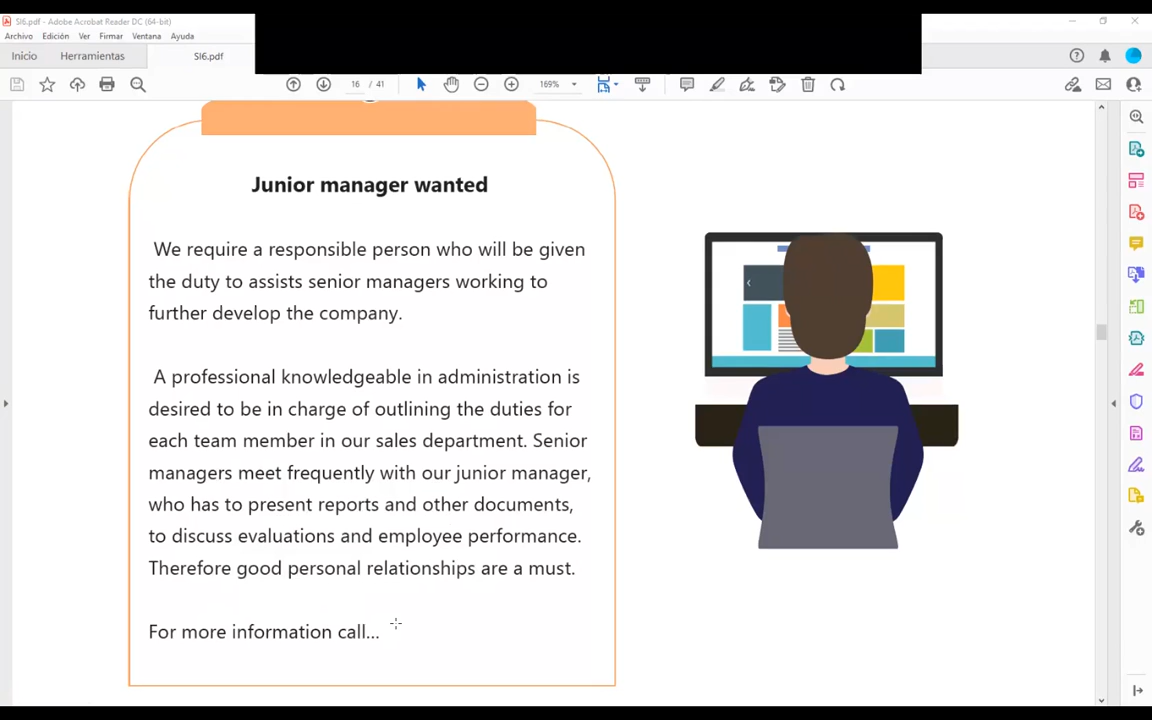 SI6.pdf - Adobe Acrobat Reader DC (64-bit)
Archivo Edición Ver Firmar Ventana Ayuda
Inicio Herramientas SI6.pdf
16 / 41 169%
Junior manager wanted
We require a responsible person who will be given
the duty to assists senior managers working to
further develop the company.
A professional knowledgeable in administration is
desired to be in charge of outlining the duties for
each team member in our sales department. Senior
managers meet frequently with our junior manager,
who has to present reports and other documents,
to discuss evaluations and employee performance.
Therefore good personal relationships are a must.
For more information call...